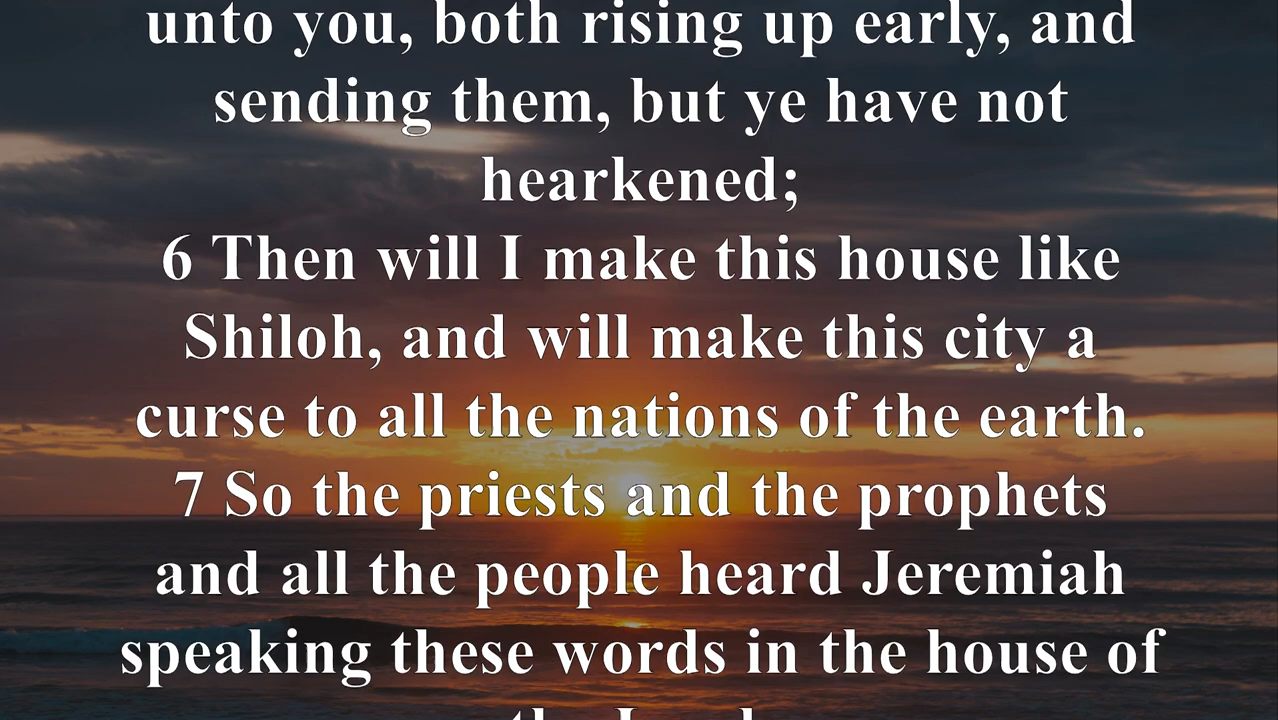 unto you, both rising up early, and
sending them, but ye have not
hearkened;
6 Then will I make this house like
Shiloh, and will make this city a
curse to all the nations of the earth.
7 So the priests and the prophets
and all the people heard Jeremiah
speaking these words in the house of